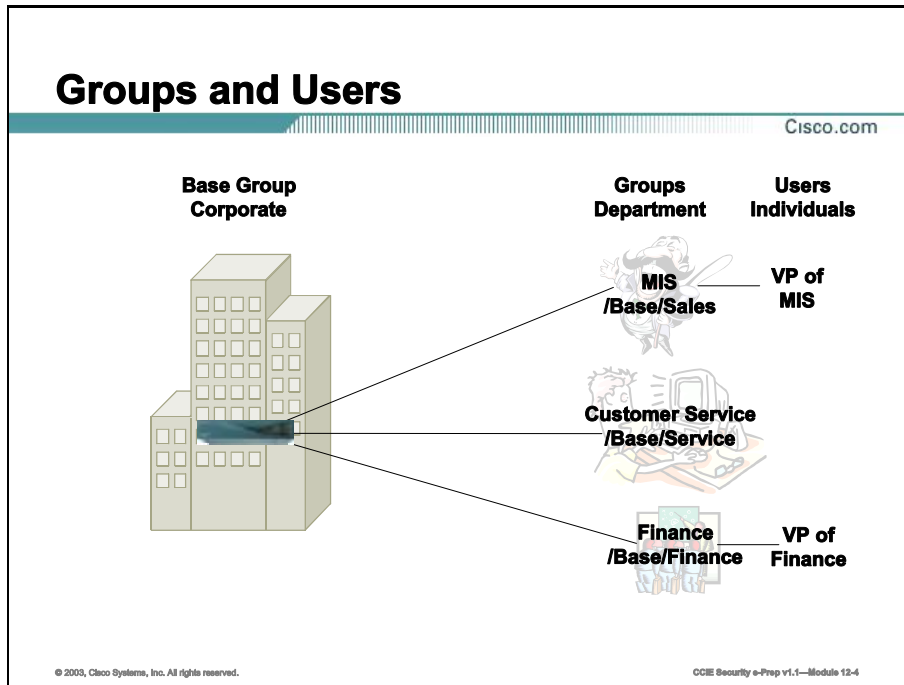 Groups and Users
Cisco.com
Base Group
Corporate
Groups
Department
Users
Individuals
MIS
/Base/Sales
VP of
MIS
Customer Service
/Base/Service
Finance
/Base/Finance
VP of
Finance
© 2003, Cisco Systems, Inc. All rights reserved.
CCIE Security e-Prep v1.1—Module 12-4